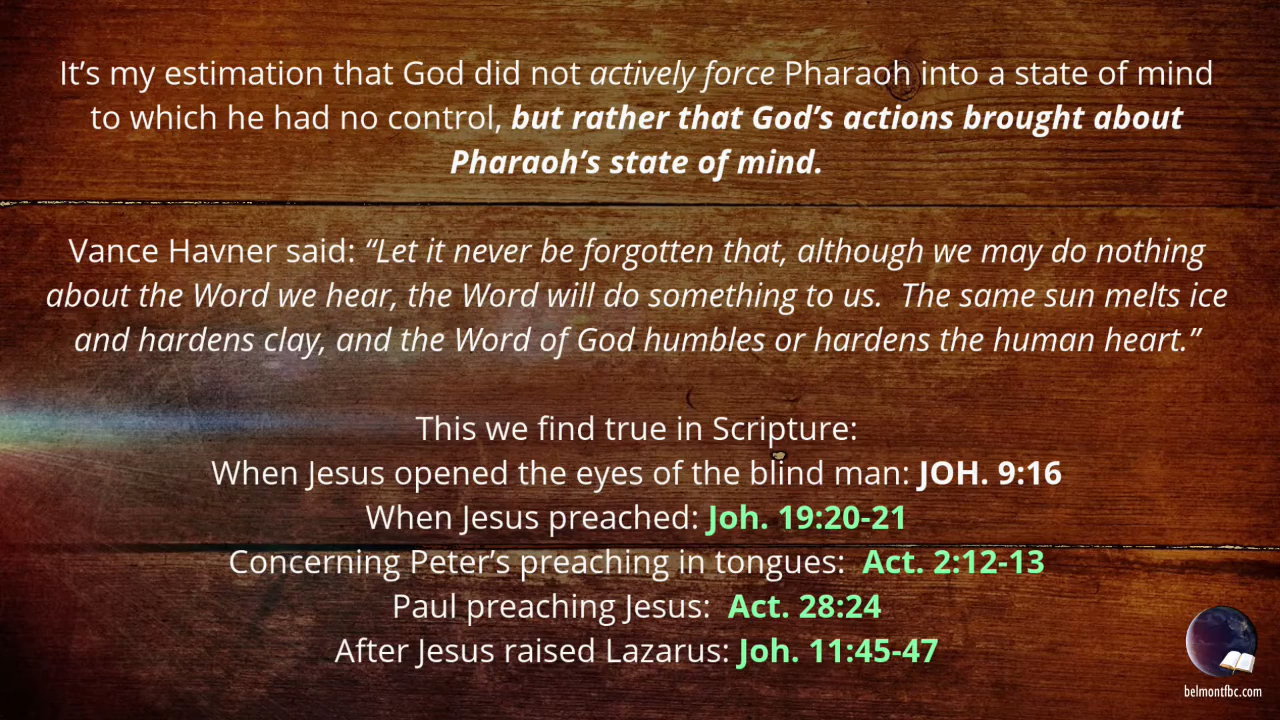 It’s my estimation that God did not actively force Pharaoh into a state of mind
to which he had no control, but rather that God’s actions brought about
Pharaoh’s state of mind.
Vance Havner said: “Let it never be forgotten that, although we may do nothing
about the Word we hear, the Word will do something to us.  The same sun melts ice
and hardens clay, and the Word of God humbles or hardens the human heart.”
This we find true in Scripture:
When Jesus opened the eyes of the blind man: JOH. 9:16
When Jesus preached: Joh. 19:20-21
Concerning Peter’s preaching in tongues:  Act. 2:12-13
Paul preaching Jesus:  Act. 28:24
After Jesus raised Lazarus: Joh. 11:45-47
belmontfbc.com